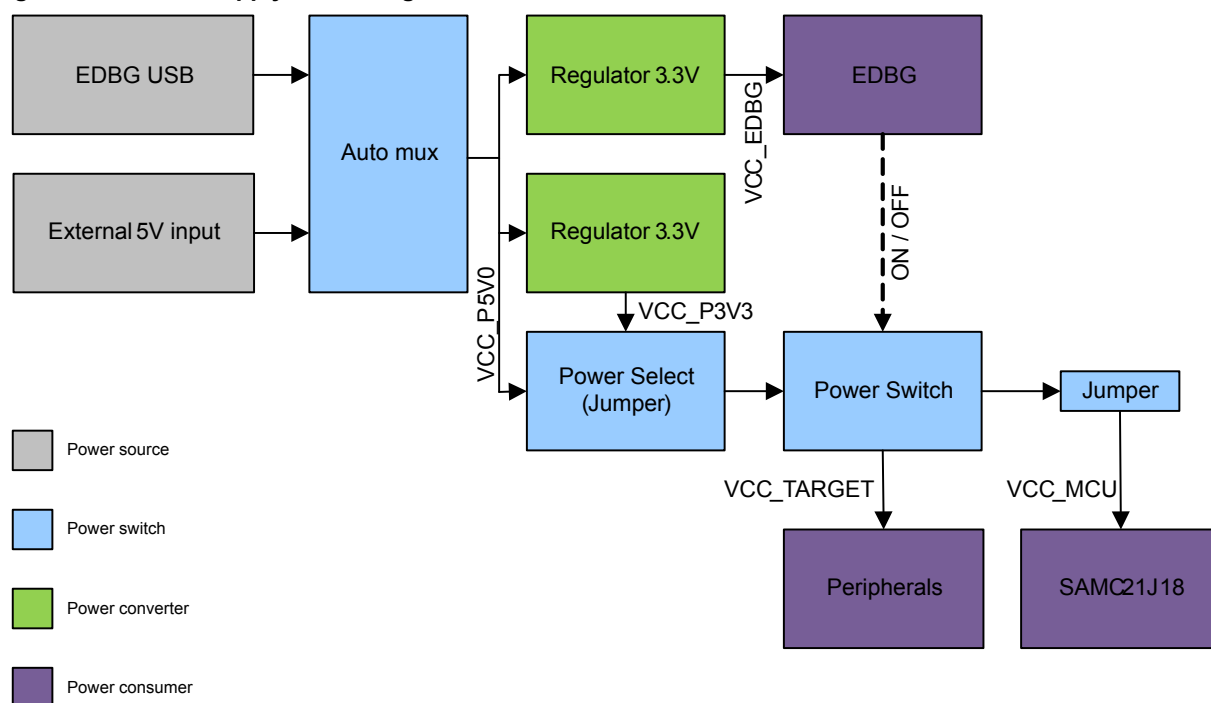 EDBG USB
Regulator 3.3V
EDBG
Auto mux
VCC_EDBG
External 5V input
Regulator 3.3V
ON / OFF
VCC_P5V0
VCC_P3V3
Power Select
(Jumper)
Power Switch
Jumper
Power source
VCC_TARGET
VCC_MCU
Power switch
Peripherals
SAMC21J18
Power converter
Power consumer